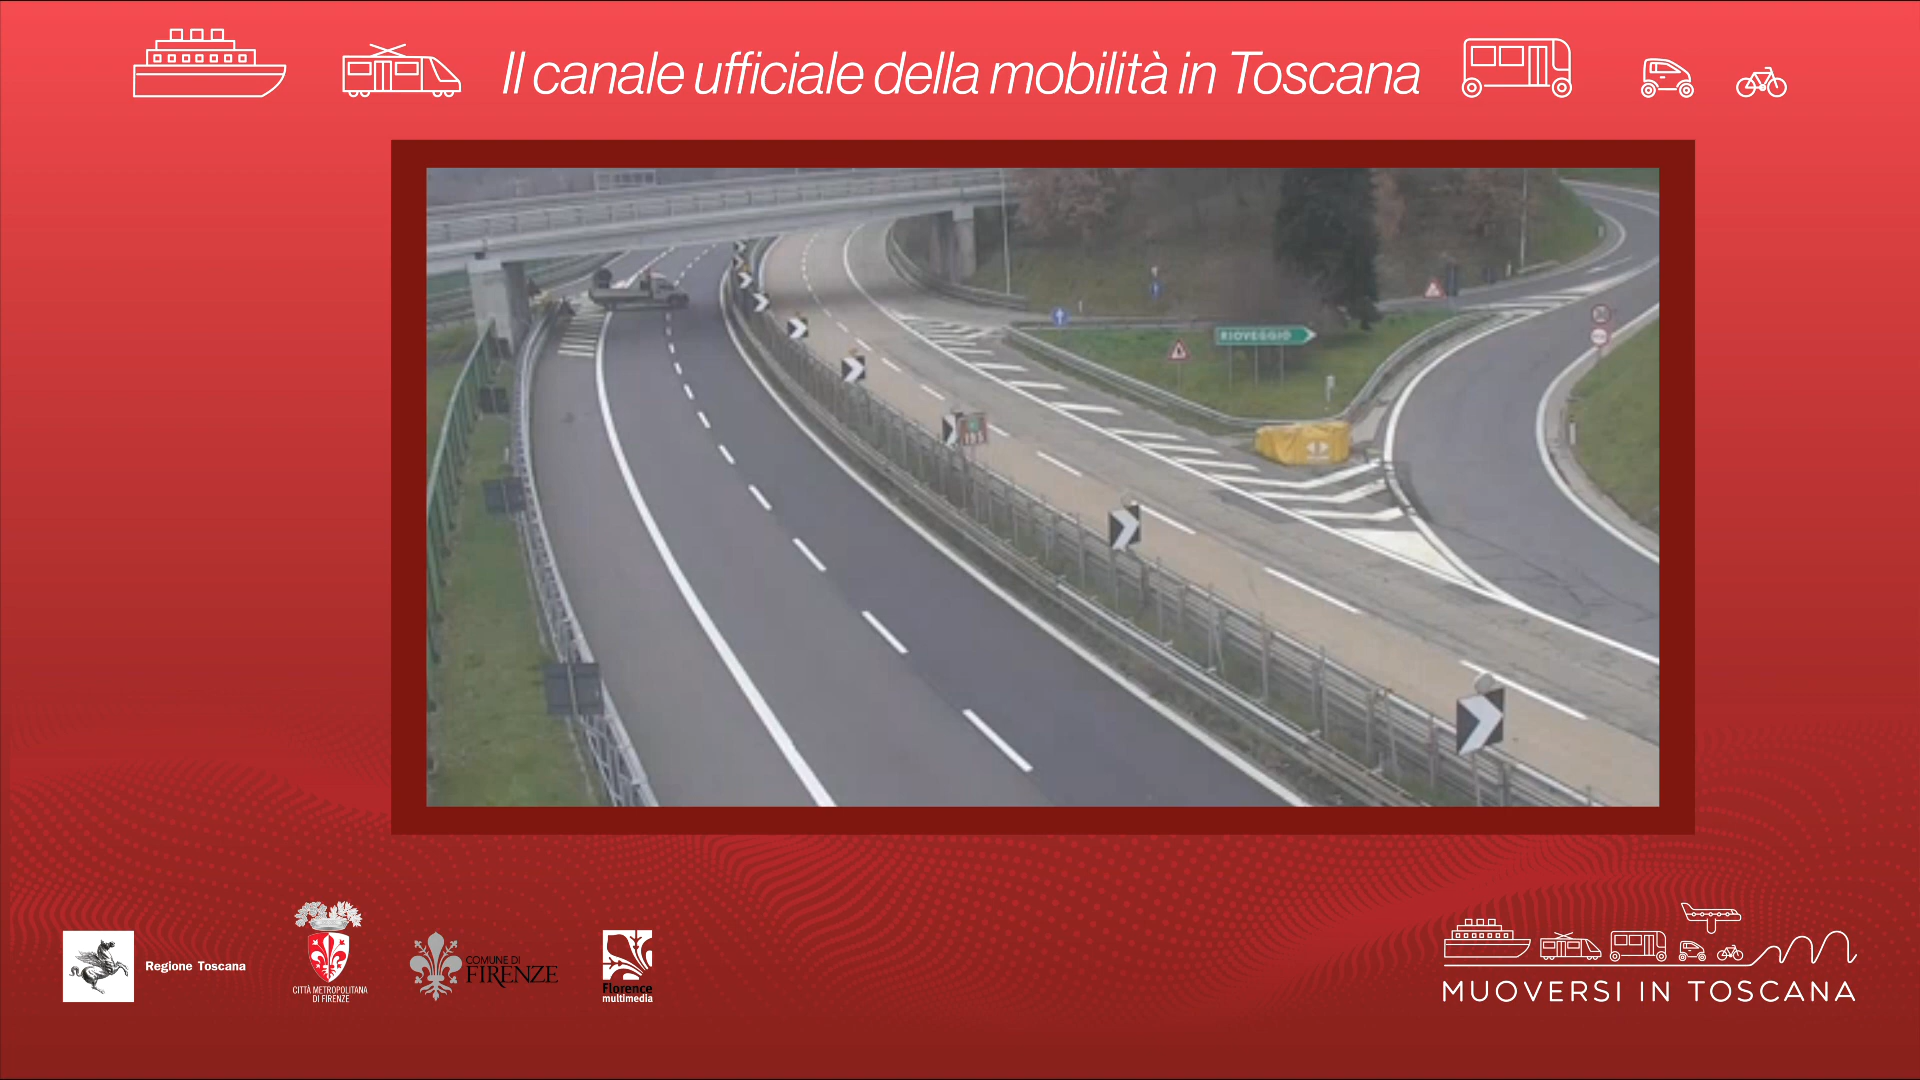 Il canale ufficiale della mobilità in Toscana
RIOVEGGIO
Regione Toscana
CITTÀ METROPOLITANA
DI FIRENZE
COMUNE DI
FIRENZE
Florence
multimedia
MUOVERSI IN TOSCANA